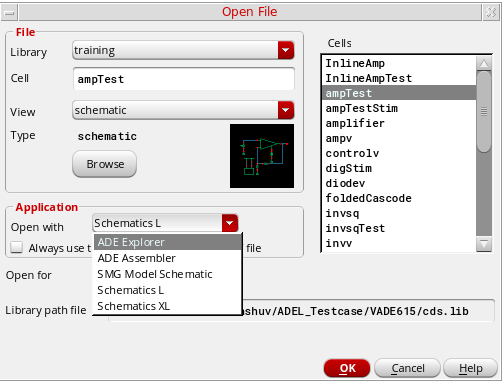 Open File
File
Library training
Cell ampTest
View schematic
Type schematic
Browse
Application
Open with Schematics L
ADE Explorer
ADE Assembler
SMG Model Schematic
Schematics L
Schematics XL
Always use t file
Open for
Library path file ashuv/ADEL_Testcase/VADE615/cds.lib
Cells
InlineAmp
InlineAmpTest
ampTest
ampTestStim
amplifier
ampv
controlv
digStim
diodev
foldedCascode
invsq
invsqTest
invv
OK Cancel Help